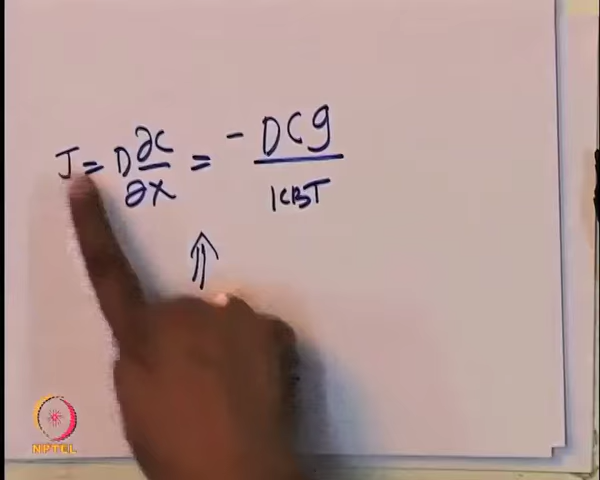 J = D ∂C/∂x = - DCg/KBT
NPTEL